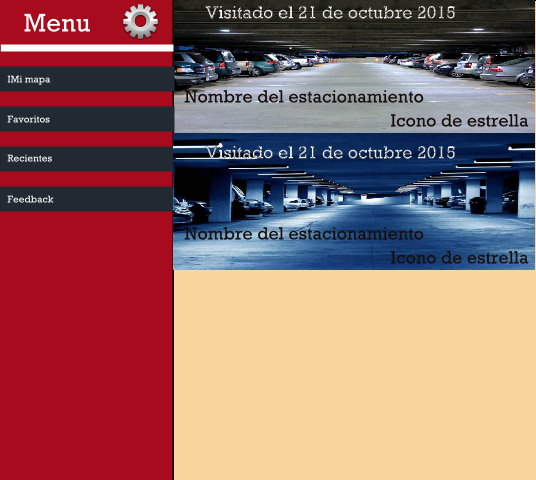 Menu
IMi mapa
Favoritos
Recientes
Feedback
Visitado el 21 de octubre 2015
Nombre del estacionamiento
Icono de estrella
Visitado el 21 de octubre 2015
Nombre del estacionamiento
Icono de estrella